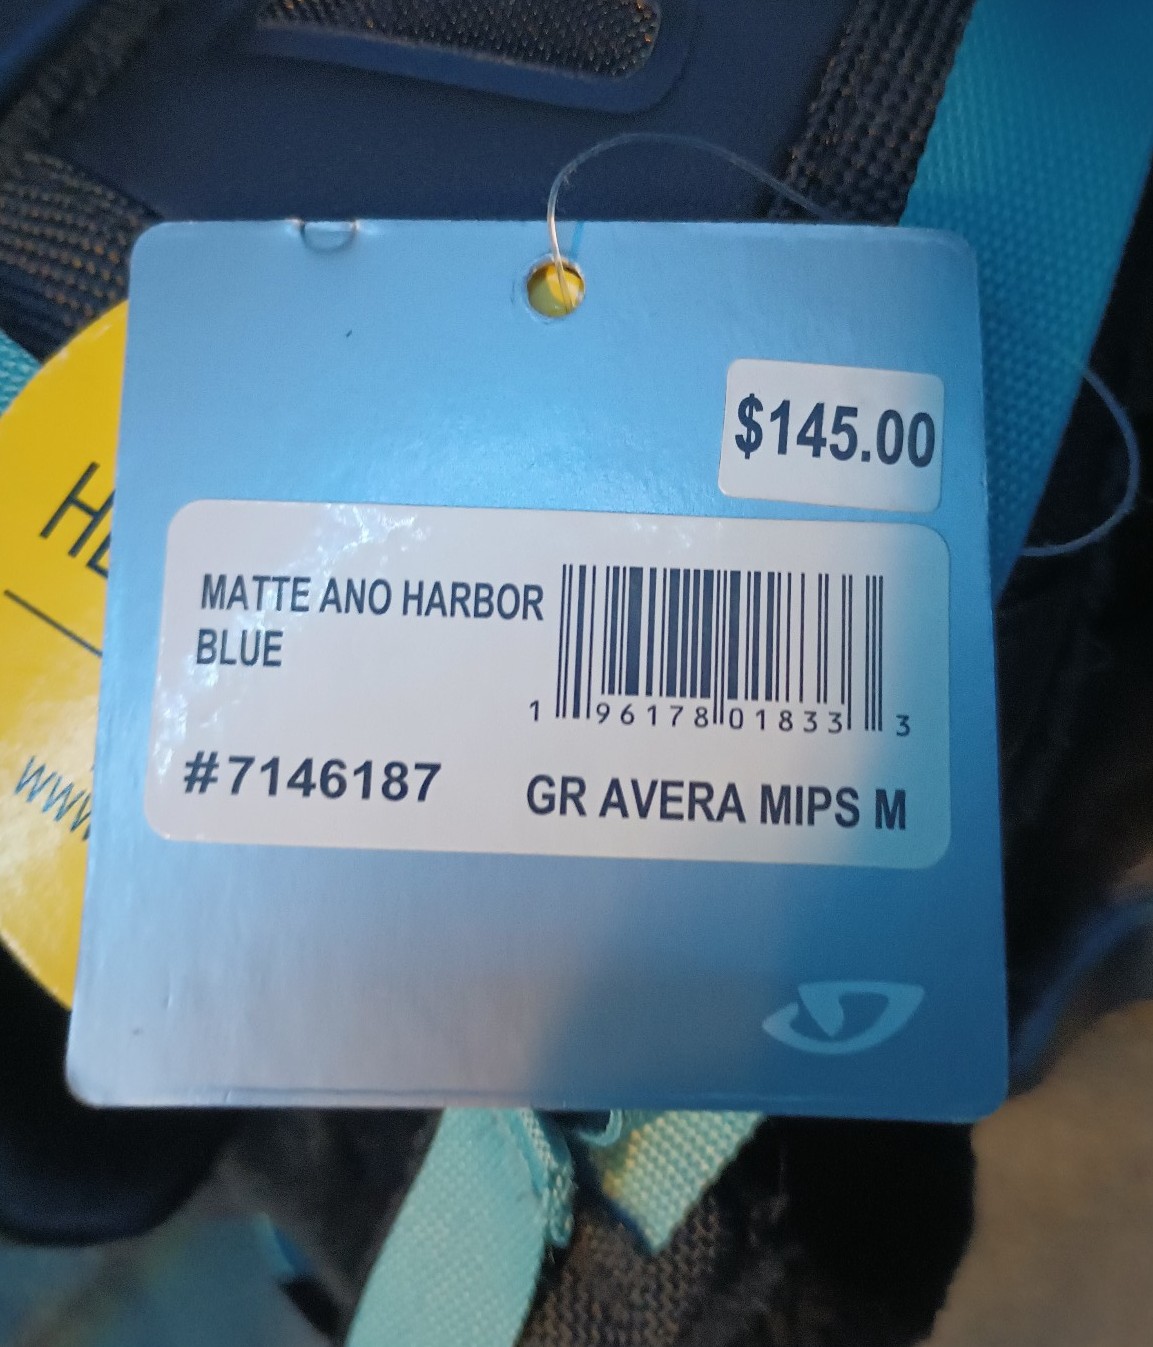 $145.00
MATTE ANO HARBOR
BLUE
1 96178 01833 3
#7146187
GR AVERA MIPS M